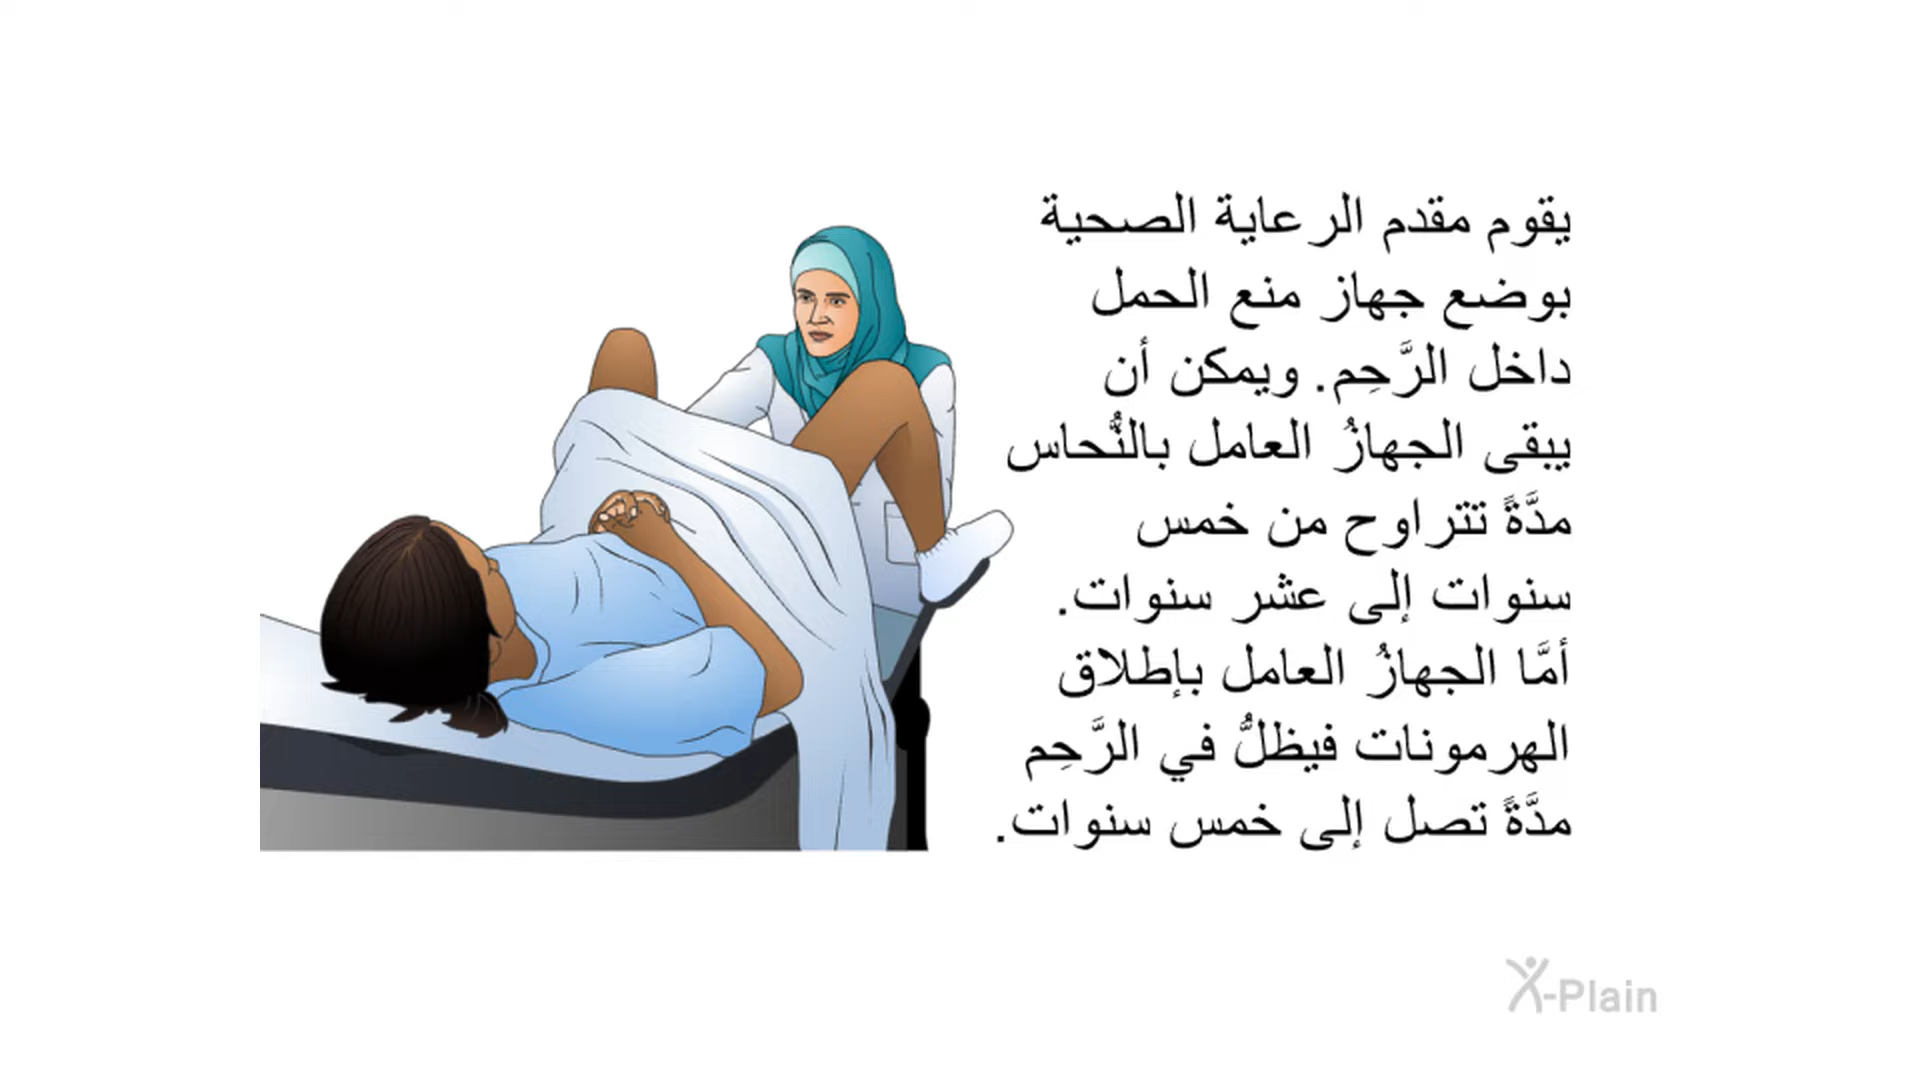 يقوم مقدم الرعاية الصحية
بوضع جهاز منع الحمل
داخل الرَّحِم. ويمكن أن
يبقى الجهازُ العامل بالنُّحاس
مدَّةً تتراوح من خمس
سنوات إلى عشر سنوات.
أمَّا الجهازُ العامل بإطلاق
الهرمونات فيظلُّ في الرَّحِم
مدَّةً تصل إلى خمس سنوات.
X-Plain